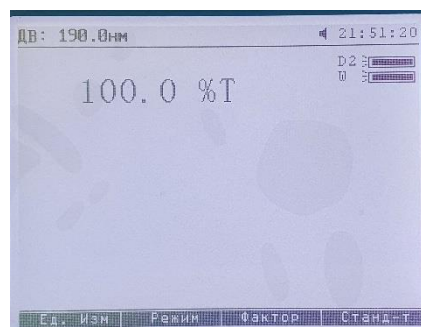 ДВ: 190.0нм 21:51:20
D2
100.0 %T
W
Ед. Изм Режим Фактор Станд-т